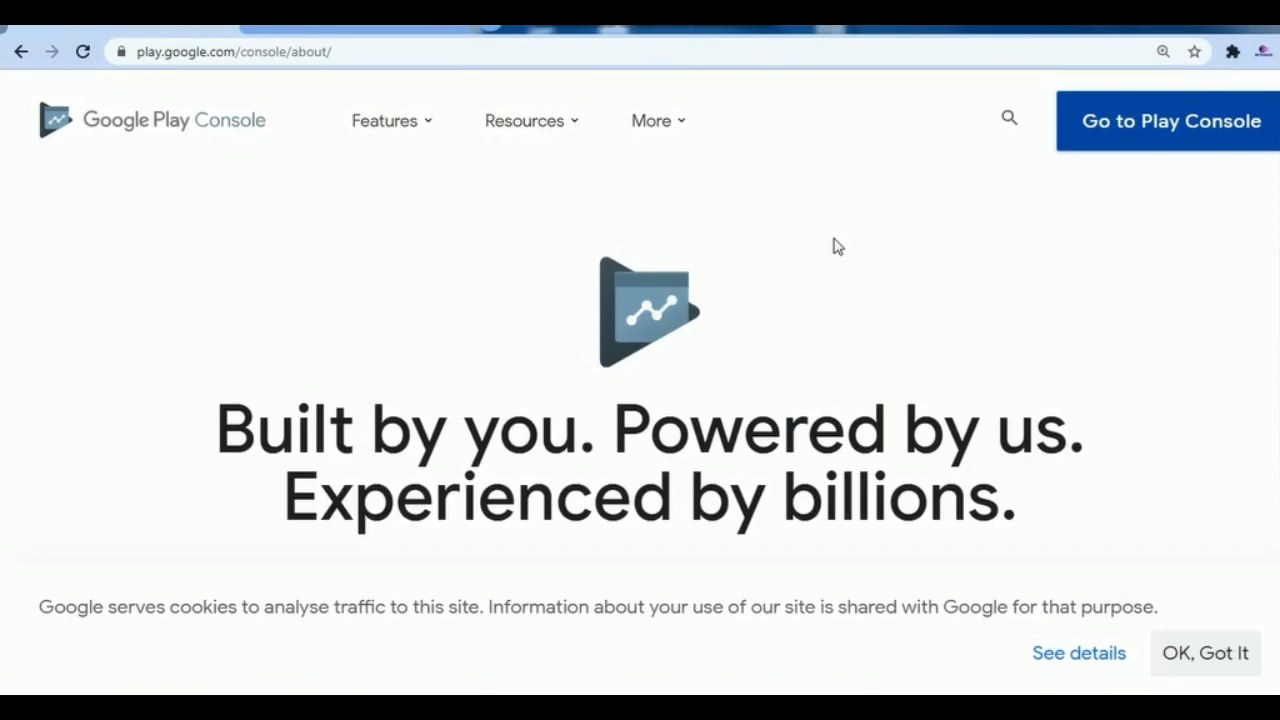 play.google.com/console/about/
Google Play Console
Features
Resources
More
Go to Play Console
Built by you. Powered by us.
Experienced by billions.
Google serves cookies to analyse traffic to this site. Information about your use of our site is shared with Google for that purpose.
See details
OK, Got It